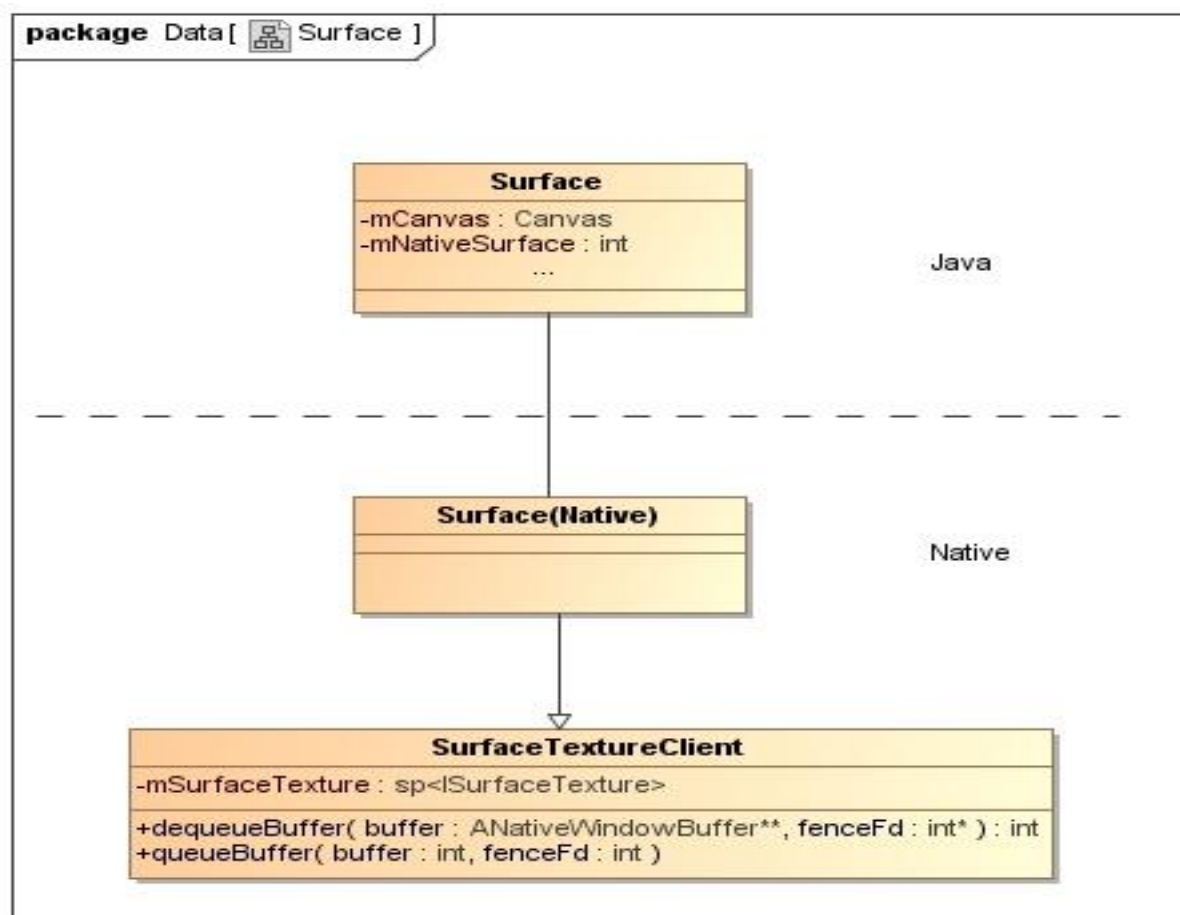 package Data[ Surface ]
Surface
-mCanvas : Canvas
-mNativeSurface : int
...
Java
Surface(Native)
Native
SurfaceTextureClient
-mSurfaceTexture : sp<ISurfaceTexture>
+dequeueBuffer( buffer : ANativeWindowBuffer**, fenceFd : int* ) : int
+queueBuffer( buffer : int, fenceFd : int )